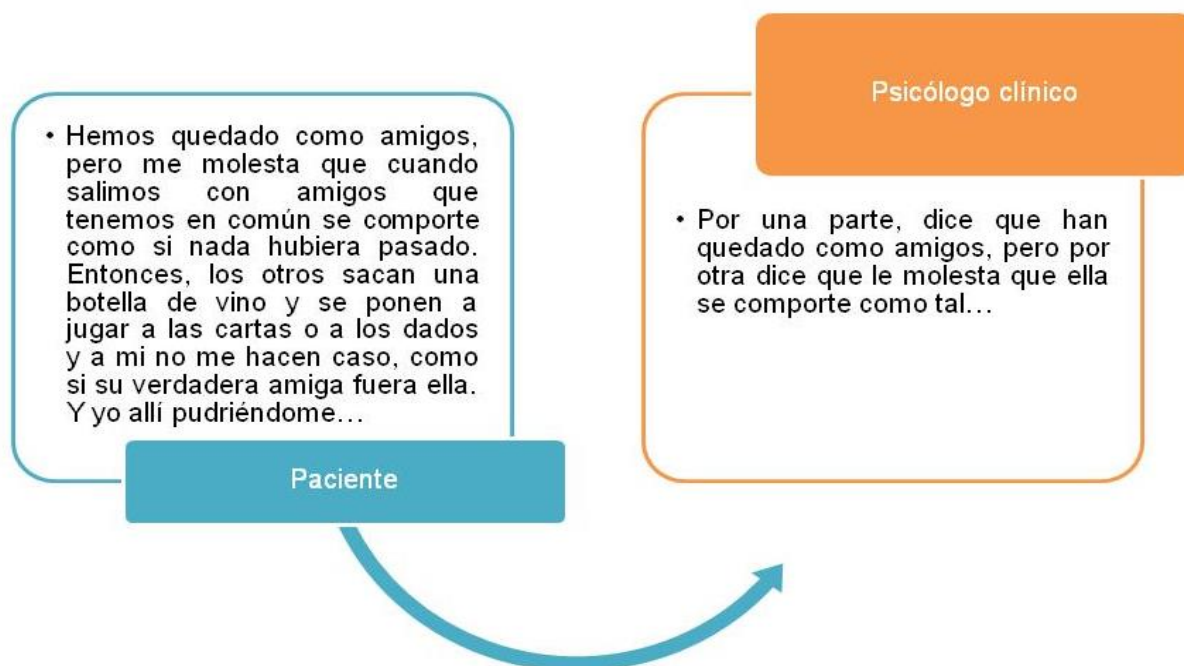 • Hemos quedado como amigos,
pero me molesta que cuando
salimos con amigos que
tenemos en común se comporte
como si nada hubiera pasado.
Entonces, los otros sacan una
botella de vino y se ponen a
jugar a las cartas o a los dados
y a mi no me hacen caso, como
si su verdadera amiga fuera ella.
Y yo allí pudriéndome…
Paciente
Psicólogo clínico
• Por una parte, dice que han
quedado como amigos, pero por
otra dice que le molesta que ella
se comporte como tal…